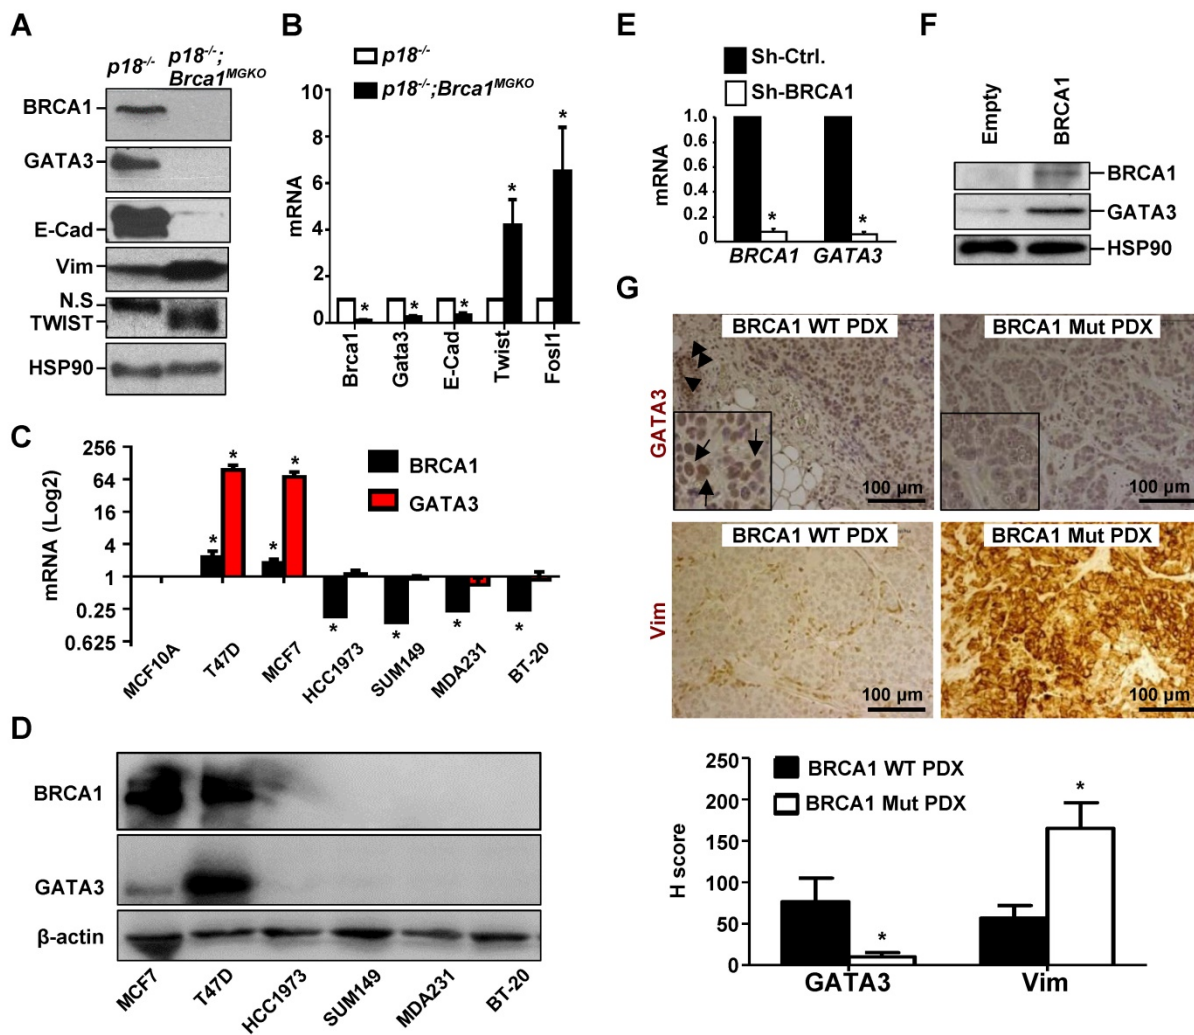 A
p18-/-
p18-/-;
Brca1MGKO
BRCA1
GATA3
E-Cad
Vim
N.S
TWIST
HSP90
B
p18-/-
p18-/-;Brca1MGKO
mRNA
10
8
6
4
2
0
*
*
*
*
*
Brca1
Gata3
E-Cad
Twist
Fosl1
C
mRNA (Log2)
256
64
16
4
1
0.25
0.625
BRCA1
GATA3
*
*
*
*
*
*
*
*
MCF10A
T47D
MCF7
HCC1973
SUM149
MDA231
BT-20
D
BRCA1
GATA3
β-actin
MCF7
T47D
HCC1973
SUM149
MDA231
BT-20
E
Sh-Ctrl.
Sh-BRCA1
mRNA
1.0
0.8
0.6
0.4
0.2
0
*
*
BRCA1
GATA3
F
Empty
BRCA1
BRCA1
GATA3
HSP90
G
GATA3
BRCA1 WT PDX
100 µm
BRCA1 Mut PDX
100 µm
Vim
BRCA1 WT PDX
100 µm
BRCA1 Mut PDX
100 µm
H score
250
200
150
100
50
0
BRCA1 WT PDX
BRCA1 Mut PDX
*
*
GATA3
Vim